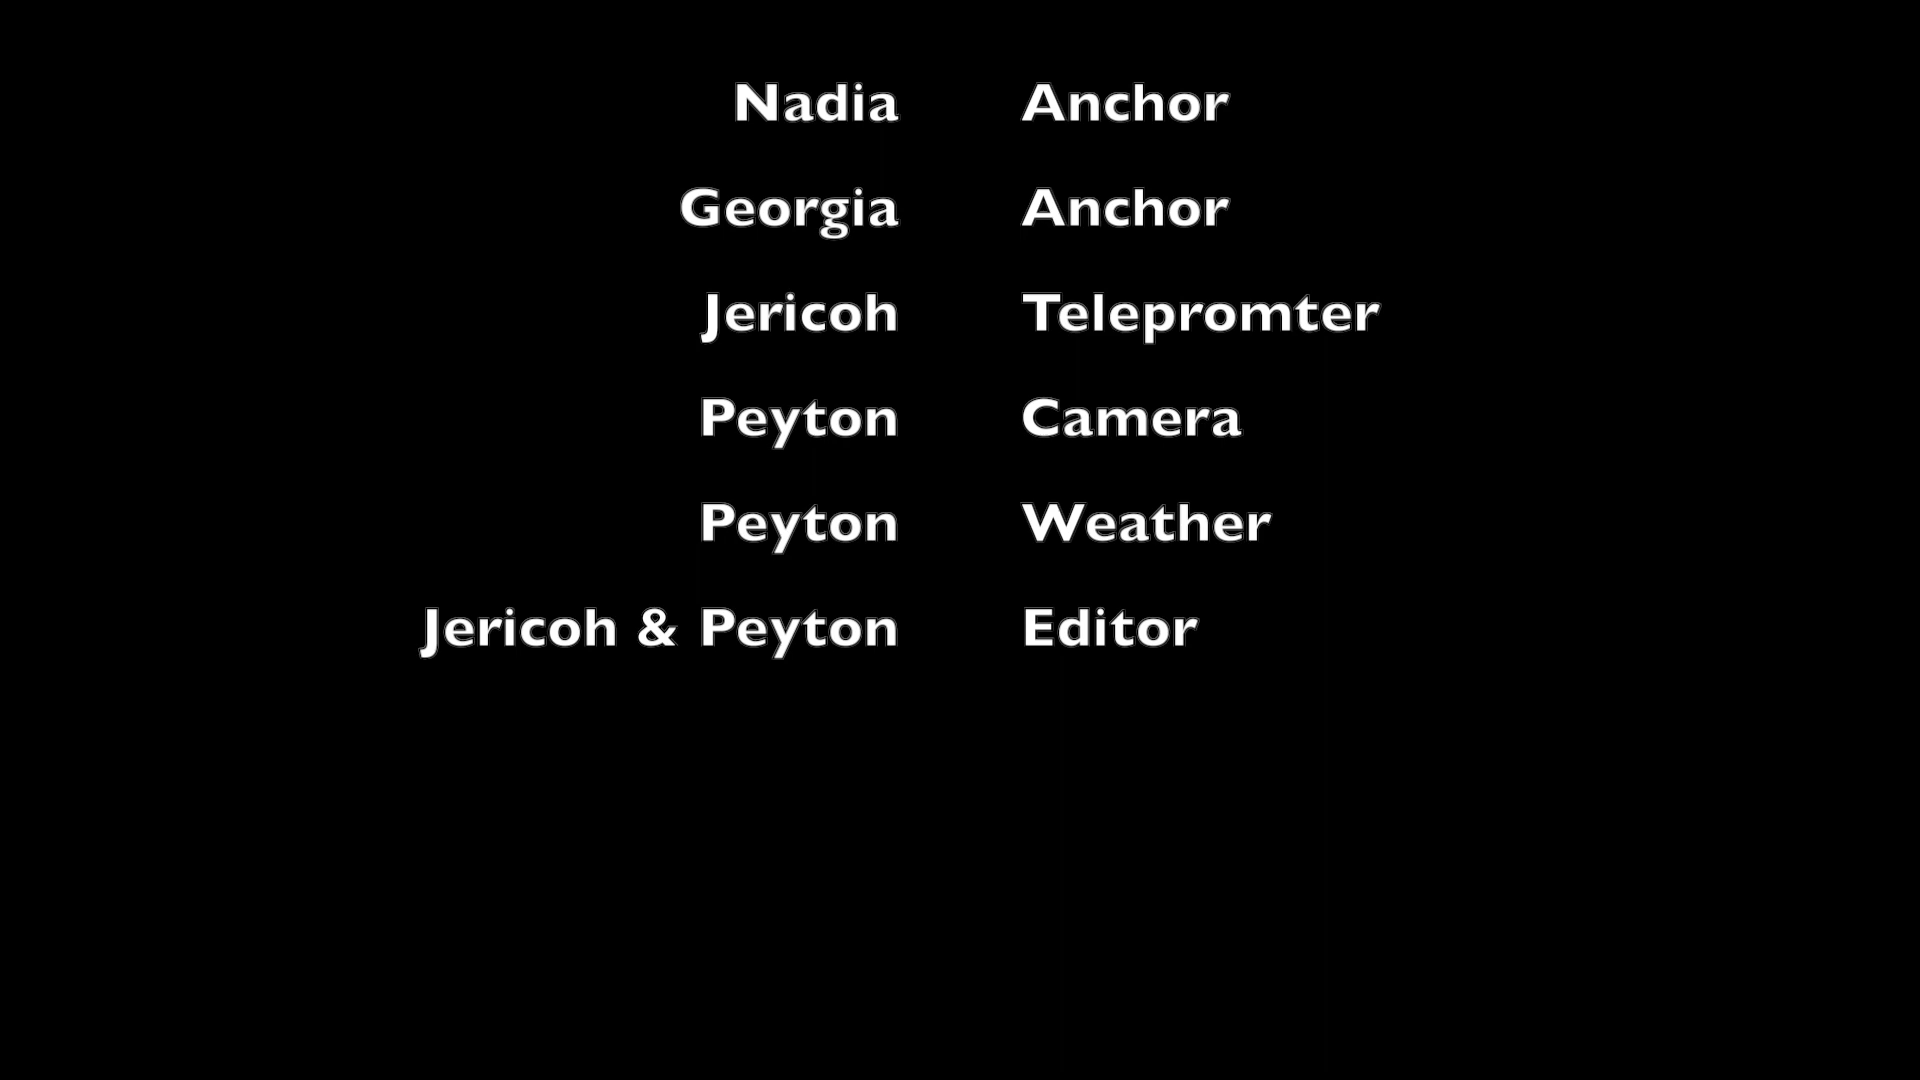 Nadia Anchor
Georgia Anchor
Jericoh Telepromter
Peyton Camera
Peyton Weather
Jericoh & Peyton Editor